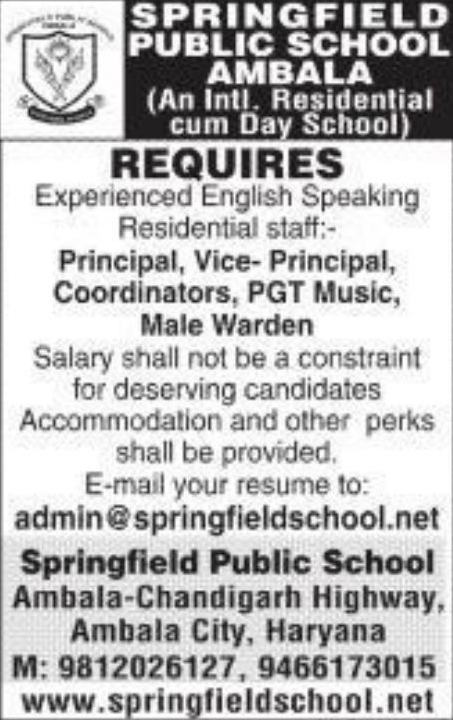 SPRINGFIELD
PUBLIC SCHOOL
AMBALA
(An Intl. Residential
cum Day School)
REQUIRES
Experienced English Speaking
Residential staff:-
Principal, Vice- Principal,
Coordinators, PGT Music,
Male Warden
Salary shall not be a constraint
for deserving candidates
Accommodation and other perks
shall be provided.
E-mail your resume to:
admin@springfieldschool.net
Springfield Public School
Ambala-Chandigarh Highway,
Ambala City, Haryana
M: 9812026127, 9466173015
www.springfieldschool.net